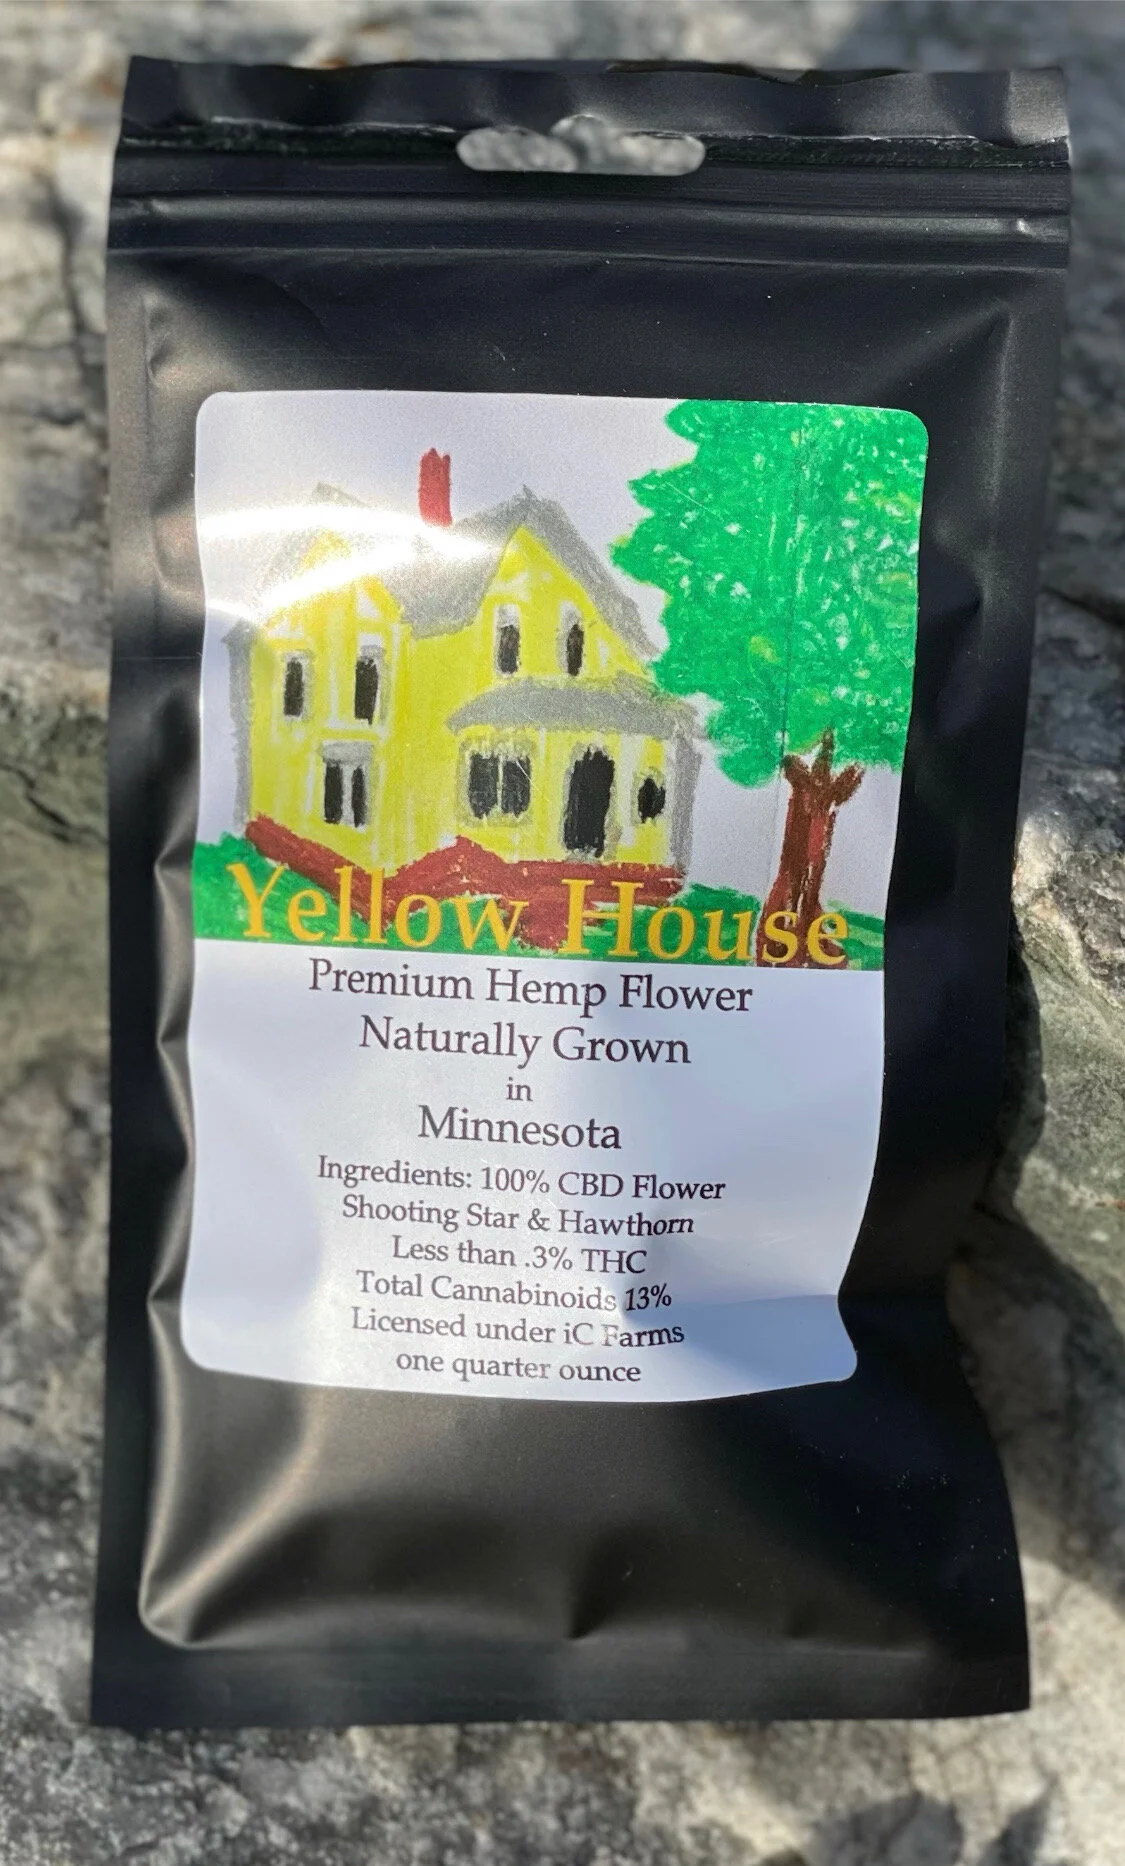 Yellow House
Premium Hemp Flower
Naturally Grown
in
Minnesota
Ingredients: 100% CBD Flower
Shooting Star & Hawthorn
Less than .3% THC
Total Cannabinoids 13%
Licensed under iC Farms
one quarter ounce